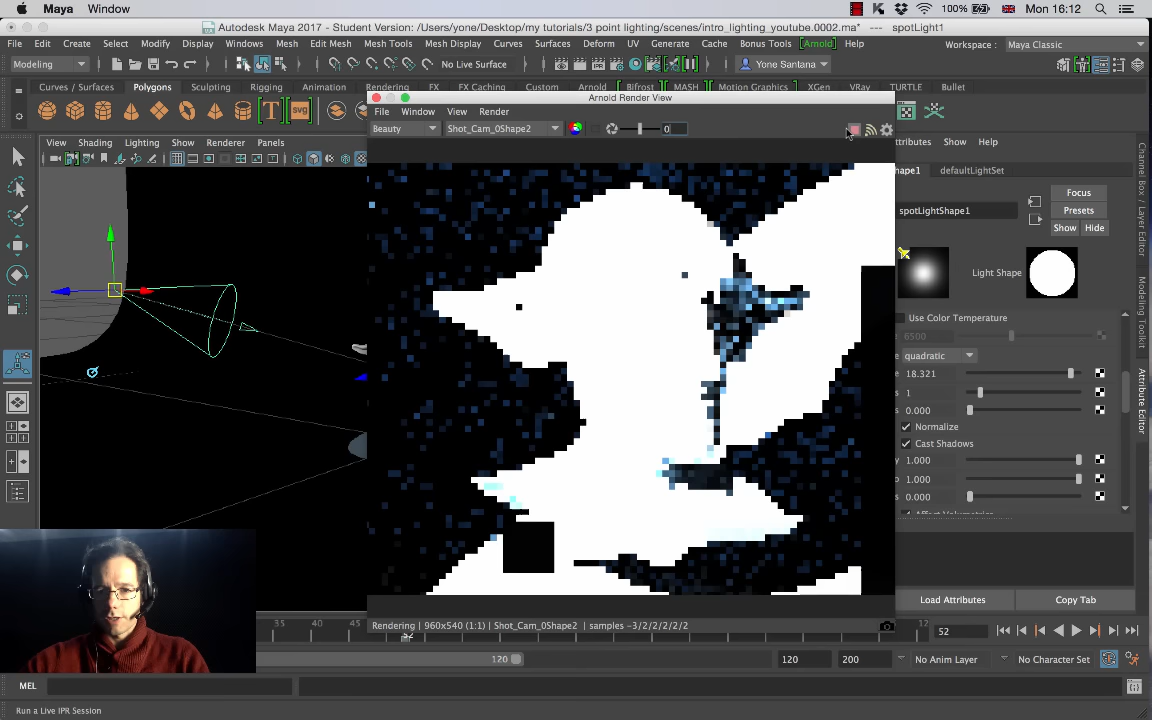 Maya Window 100% Mon 16:12
Autodesk Maya 2017 - Student Version: /Users/yone/Desktop/my tutorials/3 point lighting/scenes/intro_lighting_youtube.0002.ma* --- spotLight1
File Edit Create Select Modify Display Windows Mesh Edit Mesh Mesh Tools Mesh Display Curves Surfaces Deform UV Generate Cache Bonus Tools [Arnold] Help Workspace : Maya Classic
Modeling No Live Surface Yone Santana
Curves / Surfaces Polygons Sculpting Rigging Animation Rendering FX FX Caching Custom Arnold Bifrost MASH Motion Graphics XGen VRay TURTLE Bullet
Arnold Render View
File Window View Render
Beauty Shot_Cam_0Shape2 0
View Shading Lighting Show Renderer Panels
ttributes Show Help
hape1 defaultLightSet
spotLightShape1
Focus
Presets
Show Hide
Light Shape
Use Color Temperature
6500
quadratic
e 18.321
s 1
0.000
Normalize
Cast Shadows
y 1.000
r 1.000
s 0.000
Affect Volumetrics
Load Attributes Copy Tab
Channel Box / Layer Editor
Modeling Toolkit
Attribute Editor
Rendering | 960x540 (1:1) | Shot_Cam_0Shape2 | samples -3/2/2/2/2/2
35 40 45 50 52 12 52
120 120 200 No Anim Layer No Character Set
MEL
Run a Live IPR Session